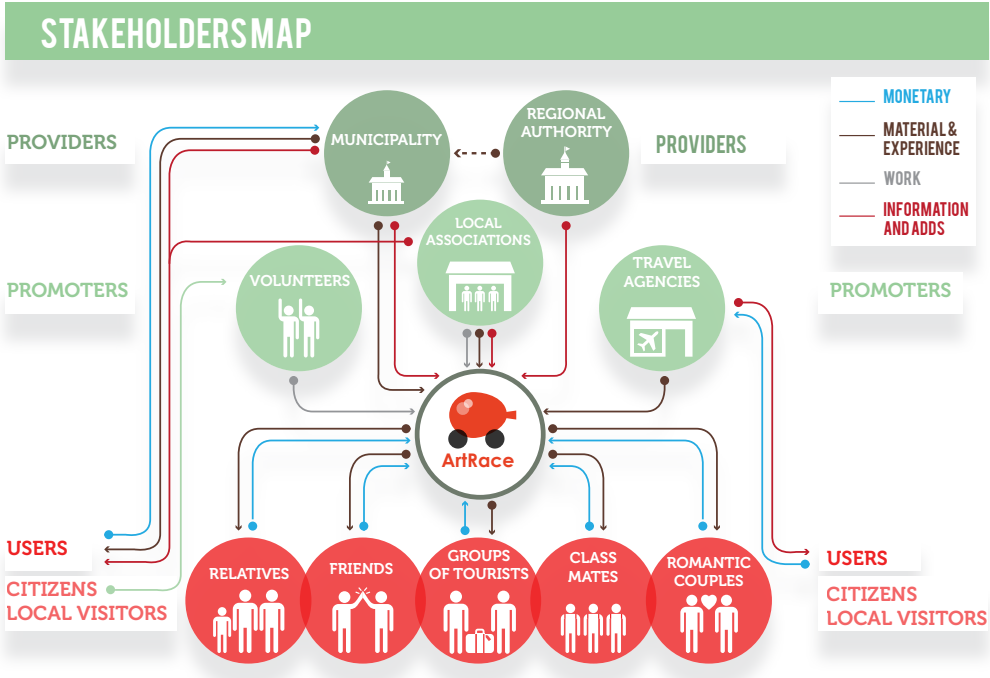 STAKEHOLDERS MAP
PROVIDERS
MUNICIPALITY
REGIONAL
AUTHORITY
PROVIDERS
MONETARY
MATERIAL &
EXPERIENCE
WORK
INFORMATION
AND ADDS
PROMOTERS
VOLUNTEERS
LOCAL
ASSOCIATIONS
TRAVEL
AGENCIES
PROMOTERS
ArtRace
USERS
CITIZENS
LOCAL VISITORS
RELATIVES
FRIENDS
GROUPS
OF TOURISTS
CLASS
MATES
ROMANTIC
COUPLES
USERS
CITIZENS
LOCAL VISITORS